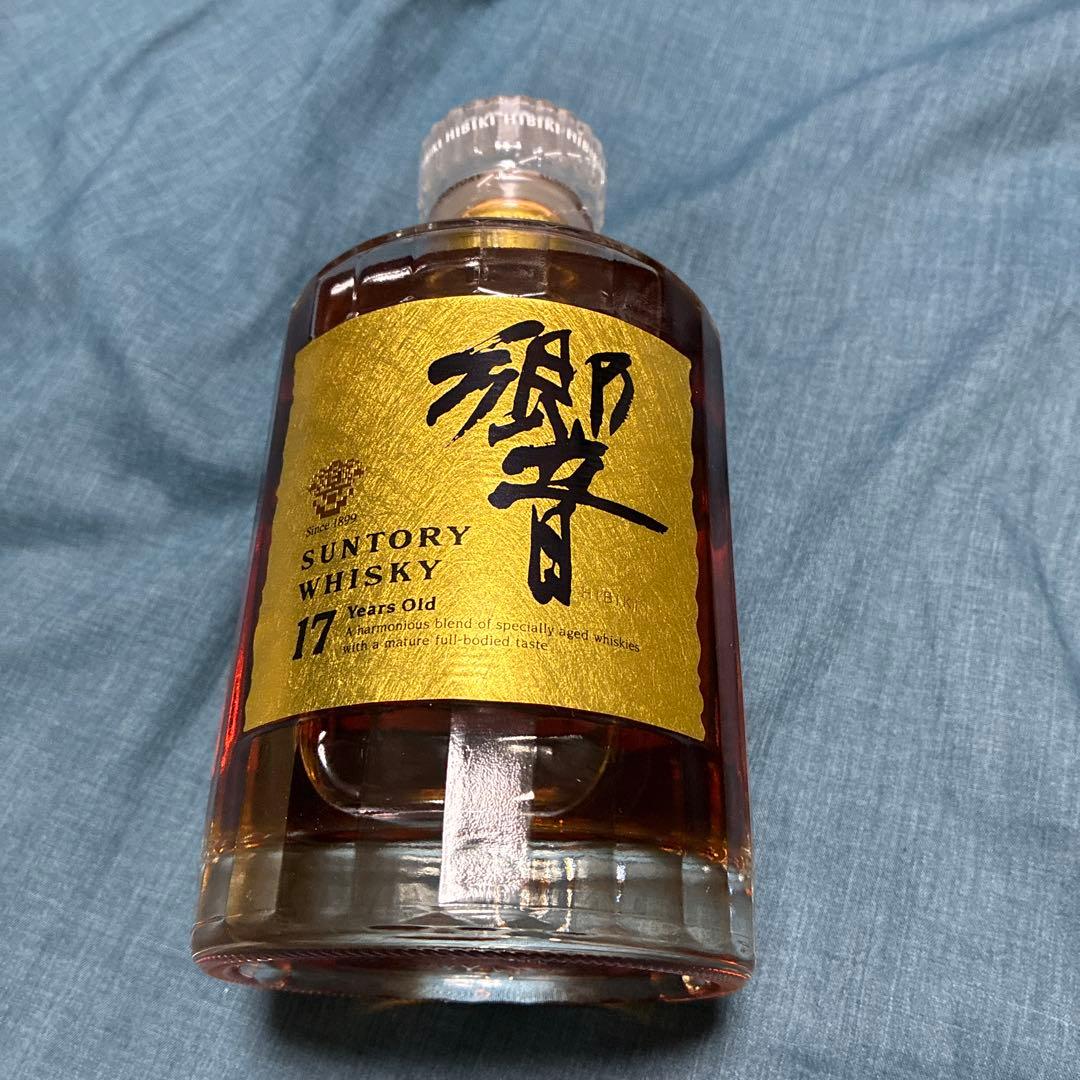 HIBIKI HIBIKI HIBI
響
Since 1899
SUNTORY
WHISKY
HIBIKI
17 Years Old
A harmonious blend of specially aged whiskies
with a mature full-bodied taste